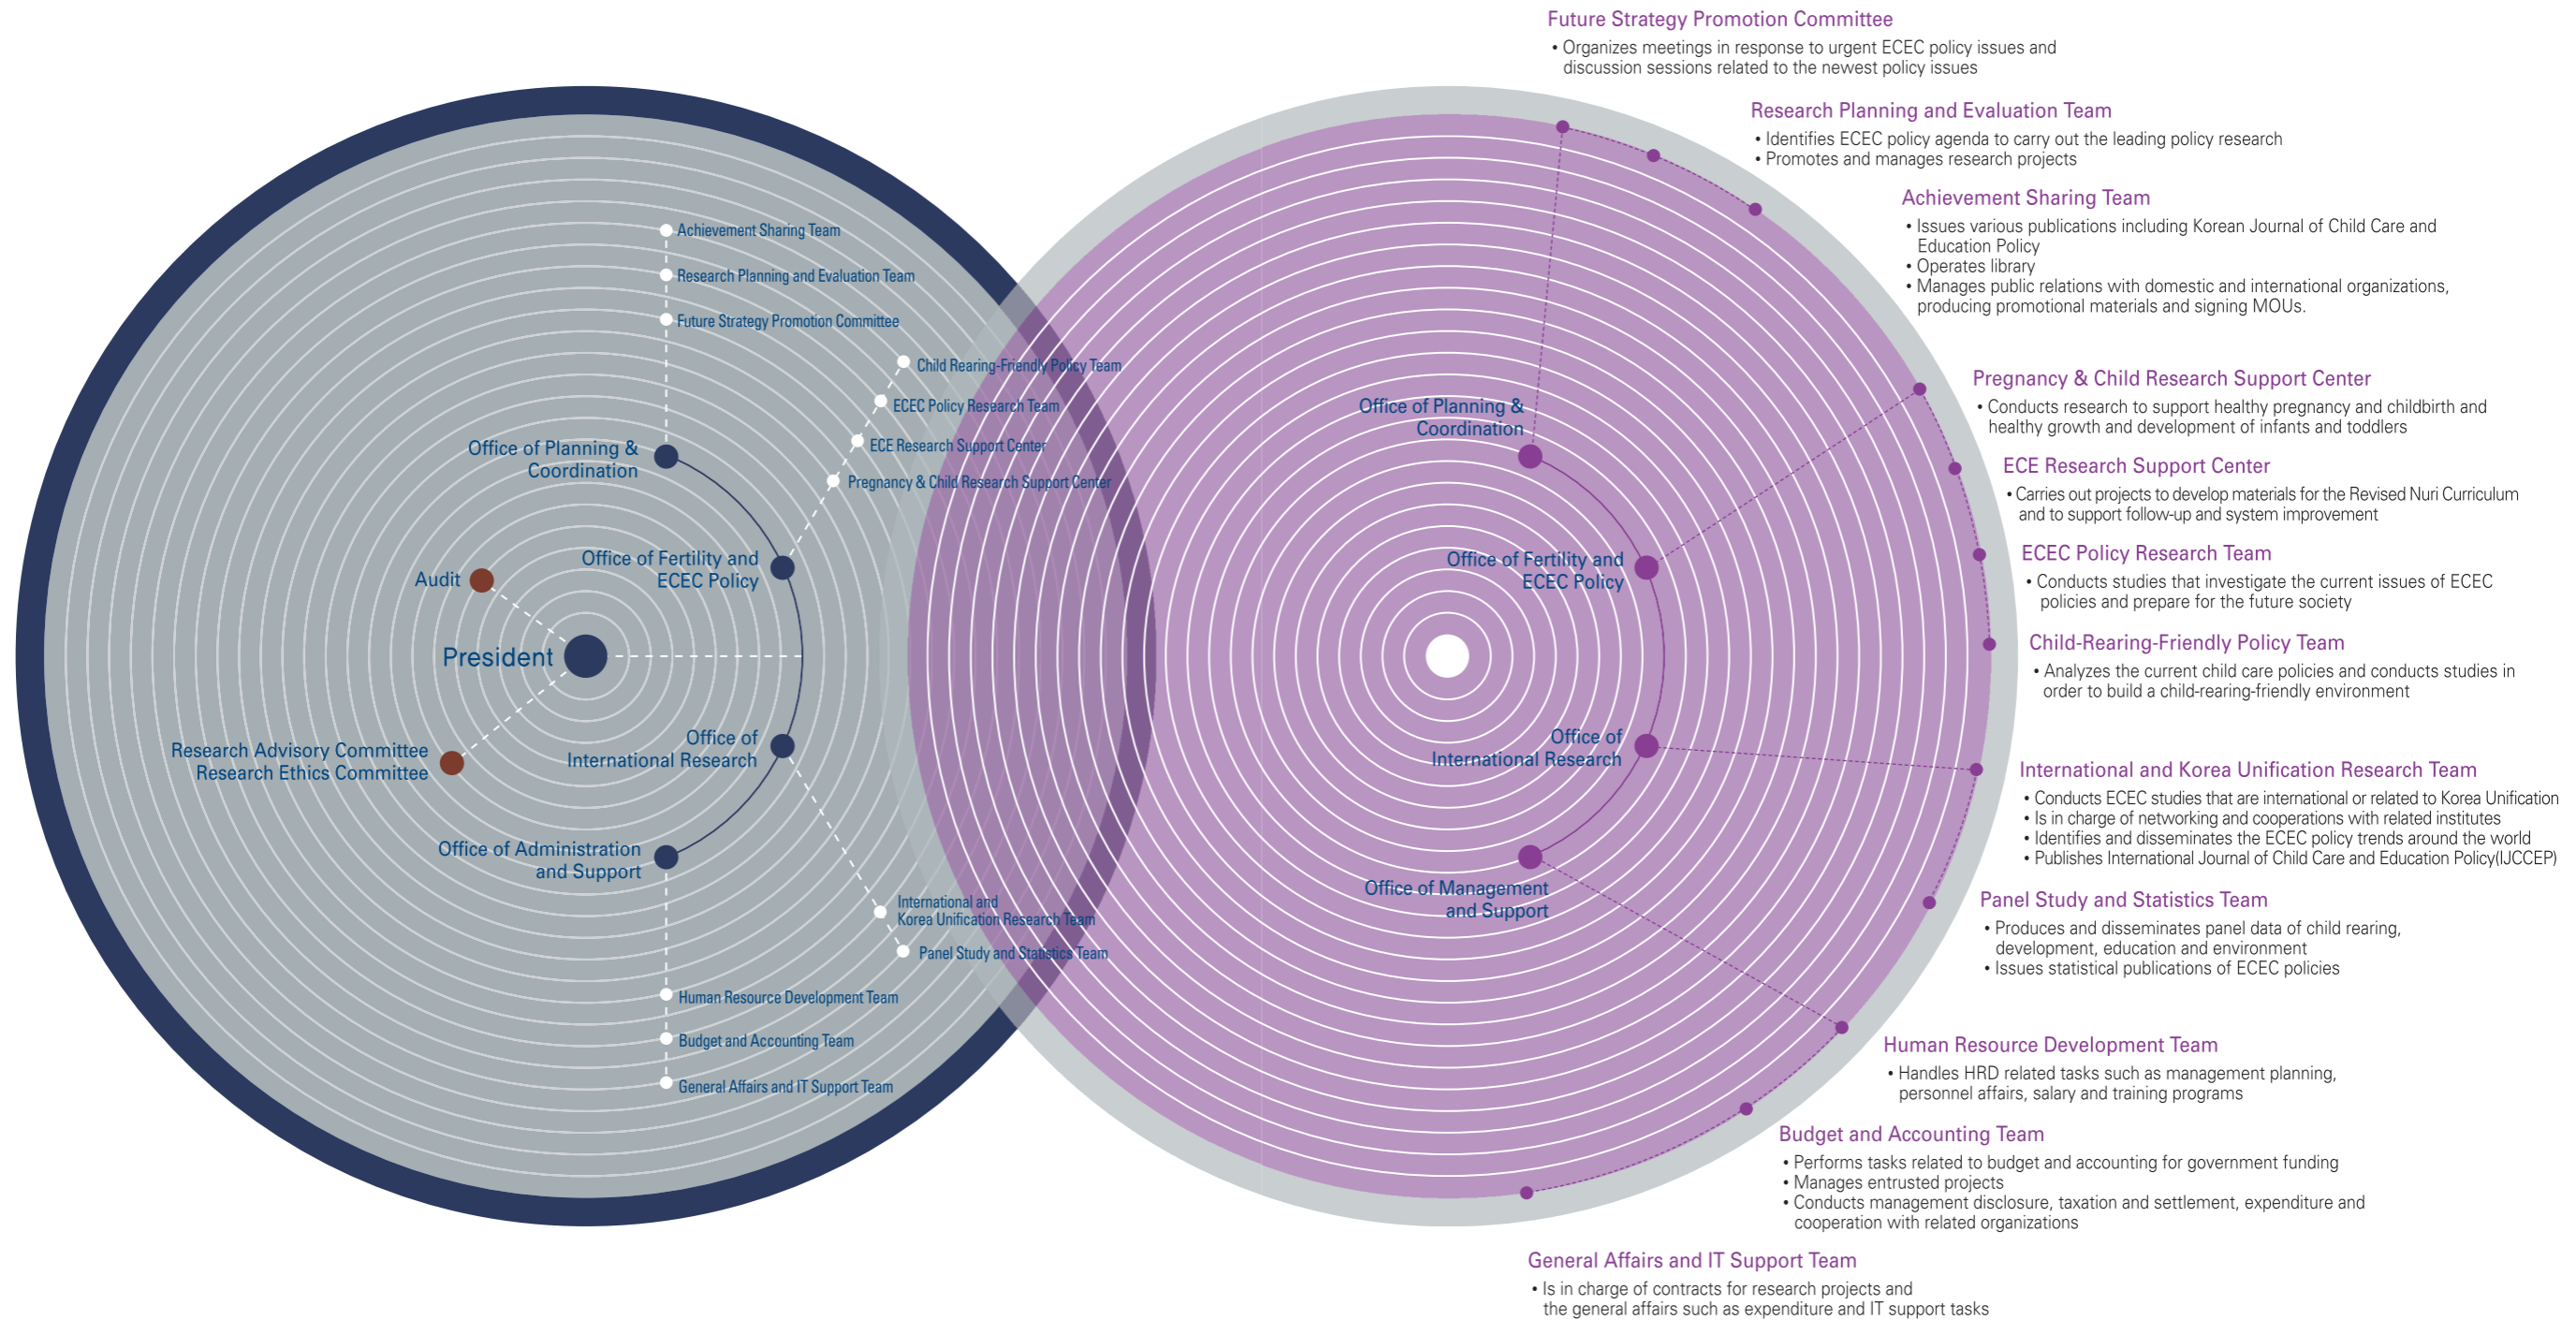 Achievement Sharing Team
Research Planning and Evaluation Team
Future Strategy Promotion Committee
Child Rearing-Friendly Policy Team
ECEC Policy Research Team
ECE Research Support Center
Pregnancy & Child Research Support Center
Office of Planning &
Coordination
Office of Fertility and
ECEC Policy
Audit
President
Research Advisory Committee
Research Ethics Committee
Office of
International Research
Office of Administration
and Support
International and
Korea Unification Research Team
Panel Study and Statistics Team
Human Resource Development Team
Budget and Accounting Team
General Affairs and IT Support Team
Office of Planning &
Coordination
Office of Fertility and
ECEC Policy
Office of
International Research
Office of Management
and Support
Future Strategy Promotion Committee
• Organizes meetings in response to urgent ECEC policy issues and
discussion sessions related to the newest policy issues
Research Planning and Evaluation Team
• Identifies ECEC policy agenda to carry out the leading policy research
• Promotes and manages research projects
Achievement Sharing Team
• Issues various publications including Korean Journal of Child Care and
Education Policy
• Operates library
• Manages public relations with domestic and international organizations,
producing promotional materials and signing MOUs.
Pregnancy & Child Research Support Center
• Conducts research to support healthy pregnancy and childbirth and
healthy growth and development of infants and toddlers
ECE Research Support Center
• Carries out projects to develop materials for the Revised Nuri Curriculum
and to support follow-up and system improvement
ECEC Policy Research Team
• Conducts studies that investigate the current issues of ECEC
policies and prepare for the future society
Child-Rearing-Friendly Policy Team
• Analyzes the current child care policies and conducts studies in
order to build a child-rearing-friendly environment
International and Korea Unification Research Team
• Conducts ECEC studies that are international or related to Korea Unification
• Is in charge of networking and cooperations with related institutes
• Identifies and disseminates the ECEC policy trends around the world
• Publishes International Journal of Child Care and Education Policy(IJCCEP)
Panel Study and Statistics Team
• Produces and disseminates panel data of child rearing,
development, education and environment
• Issues statistical publications of ECEC policies
Human Resource Development Team
• Handles HRD related tasks such as management planning,
personnel affairs, salary and training programs
Budget and Accounting Team
• Performs tasks related to budget and accounting for government funding
• Manages entrusted projects
• Conducts management disclosure, taxation and settlement, expenditure and
cooperation with related organizations
General Affairs and IT Support Team
• Is in charge of contracts for research projects and
the general affairs such as expenditure and IT support tasks